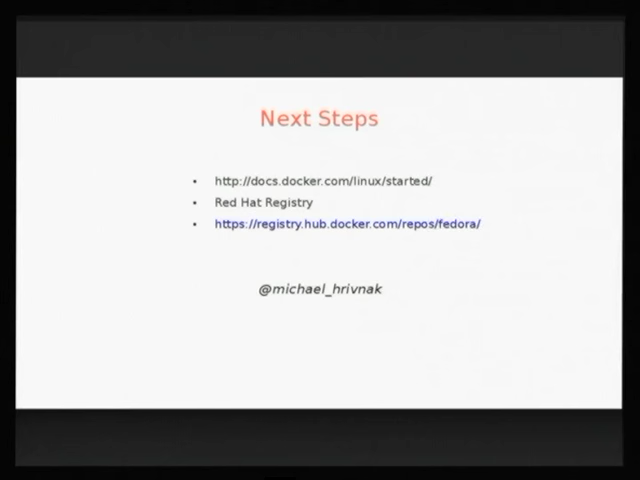 Next Steps
http://docs.docker.com/linux/started/
Red Hat Registry
https://registry.hub.docker.com/repos/fedora/
@michael_hrivnak